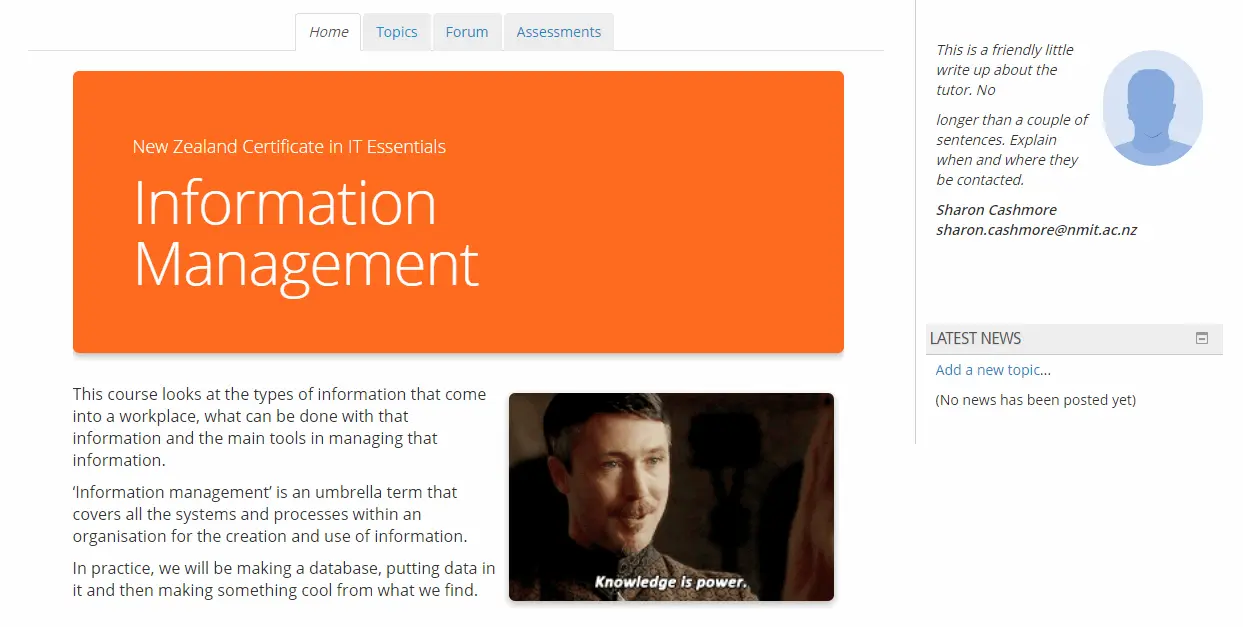 Home
Topics
Forum
Assessments
New Zealand Certificate in IT Essentials
Information
Management
This course looks at the types of information that come
into a workplace, what can be done with that
information and the main tools in managing that
information.
‘Information management’ is an umbrella term that
covers all the systems and processes within an
organisation for the creation and use of information.
In practice, we will be making a database, putting data in
it and then making something cool from what we find.
Knowledge is power.
This is a friendly little
write up about the
tutor. No
longer than a couple of
sentences. Explain
when and where they
be contacted.
Sharon Cashmore
sharon.cashmore@nmit.ac.nz
LATEST NEWS
Add a new topic...
(No news has been posted yet)